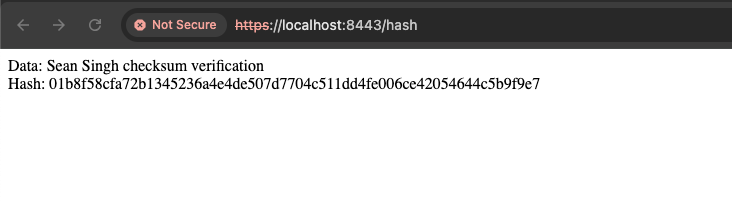 Not Secure https://localhost:8443/hash
Data: Sean Singh checksum verification
Hash: 01b8f58cfa72b1345236a4e4de507d7704c511dd4fe006ce42054644c5b9f9e7